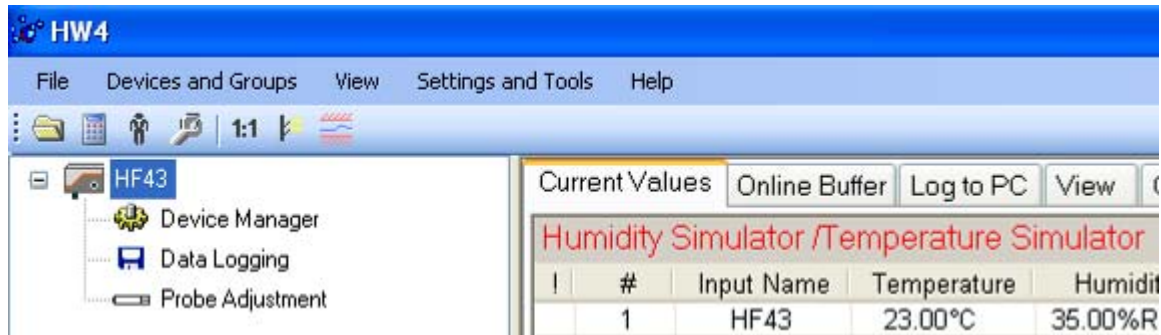 HW4
File Devices and Groups View Settings and Tools Help
1:1
HF43
Device Manager
Data Logging
Probe Adjustment
Current Values Online Buffer Log to PC View
Humidity Simulator /Temperature Simulator
! # Input Name Temperature
1 HF43 23.00°C